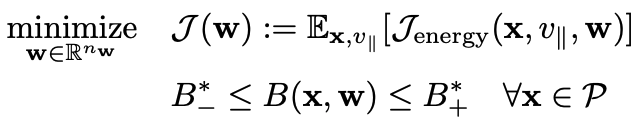 minimize 𝒥(𝐰) := 𝔼_{𝐱,v_∥}[𝒥_energy(𝐱, v_∥, 𝐰)]
𝐰∈ℝ^{n_𝐰}
B^*_- ≤ B(𝐱, 𝐰) ≤ B^*_+ ∀𝐱 ∈ 𝒫